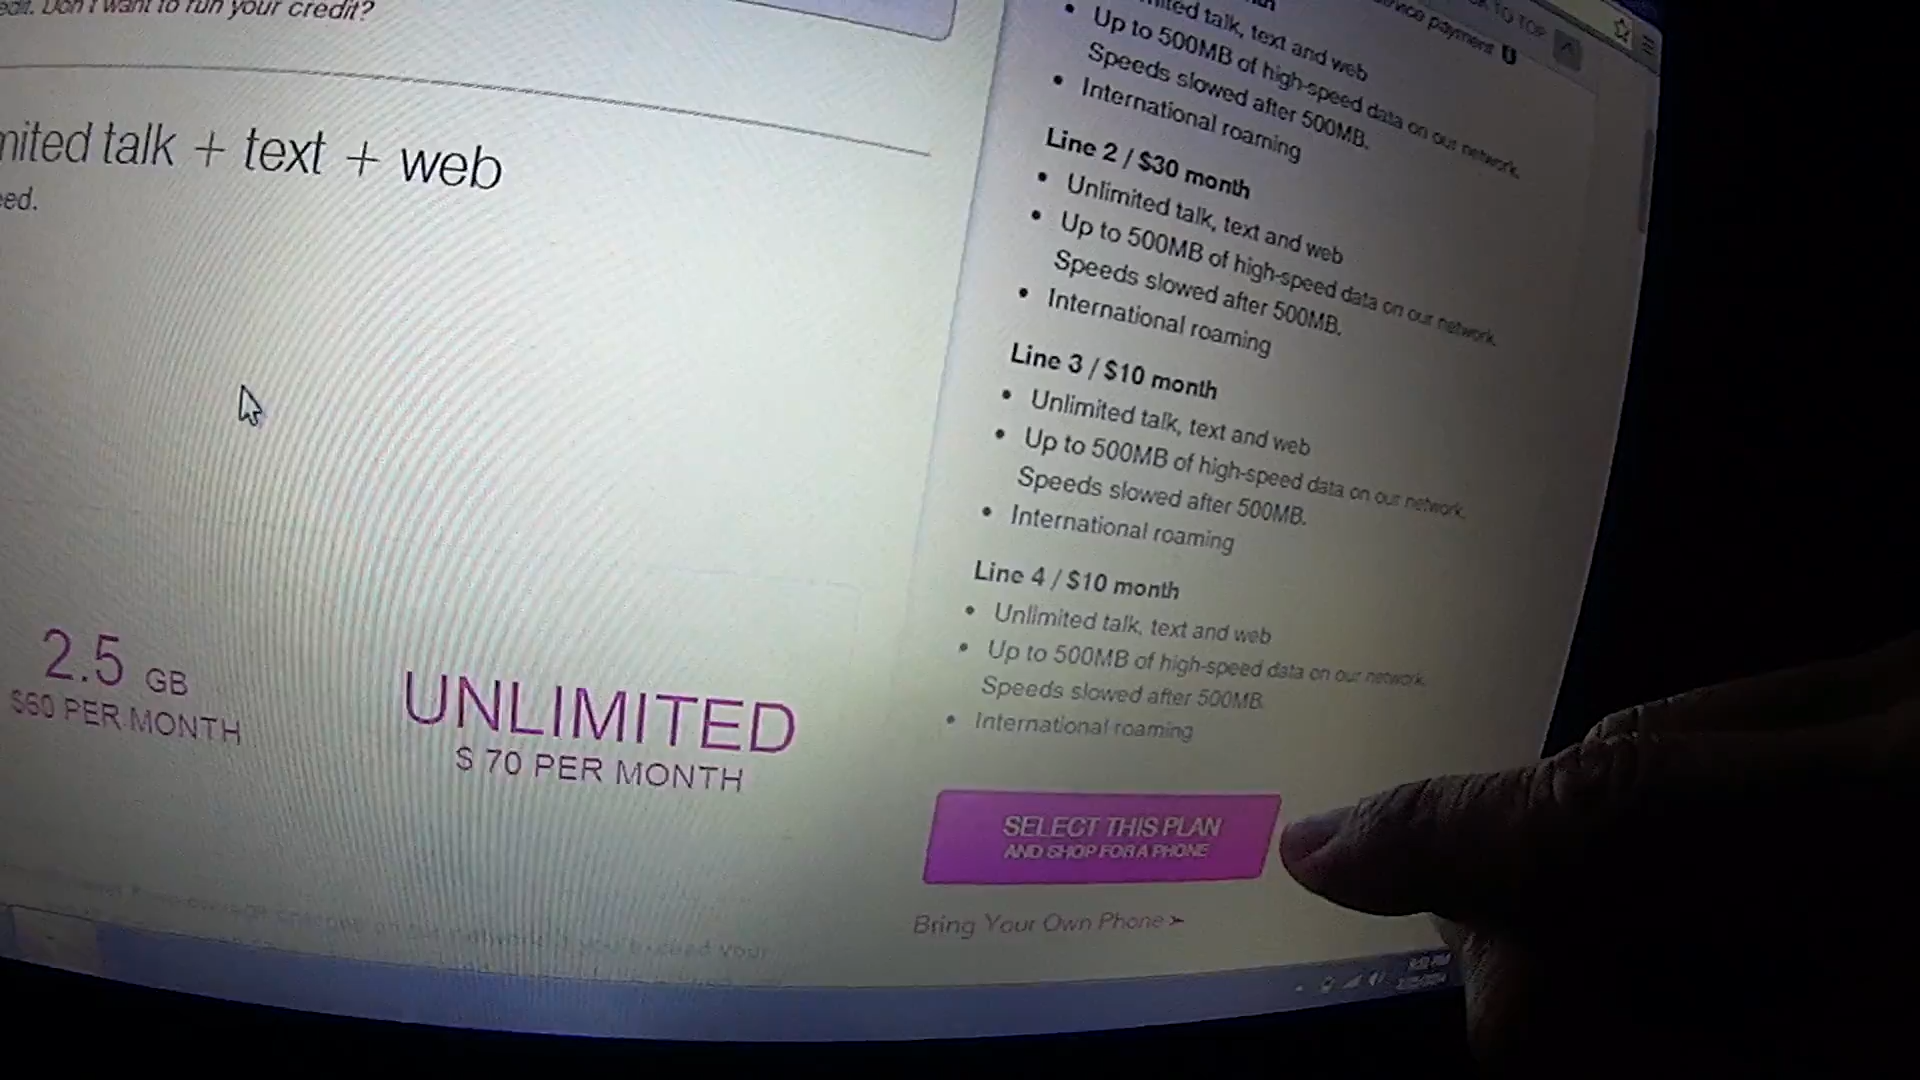 Don't want to run your credit?
talk + text + web
talk, text and web
Up to 500MB of high-speed data on our network.
Speeds slowed after 500MB.
International roaming
Line 2 / $30 month
Unlimited talk, text and web
Up to 500MB of high-speed data on our network.
Speeds slowed after 500MB.
International roaming
Line 3 / $10 month
Unlimited talk, text and web
Up to 500MB of high-speed data on our network.
Speeds slowed after 500MB.
International roaming
Line 4 / $10 month
Unlimited talk, text and web
Up to 500MB of high-speed data on our network.
Speeds slowed after 500MB.
International roaming
2.5 GB
$60 PER MONTH
UNLIMITED
$ 70 PER MONTH
SELECT THIS PLAN
AND SHOP FOR A PHONE
Bring Your Own Phone
payment
TO TOP